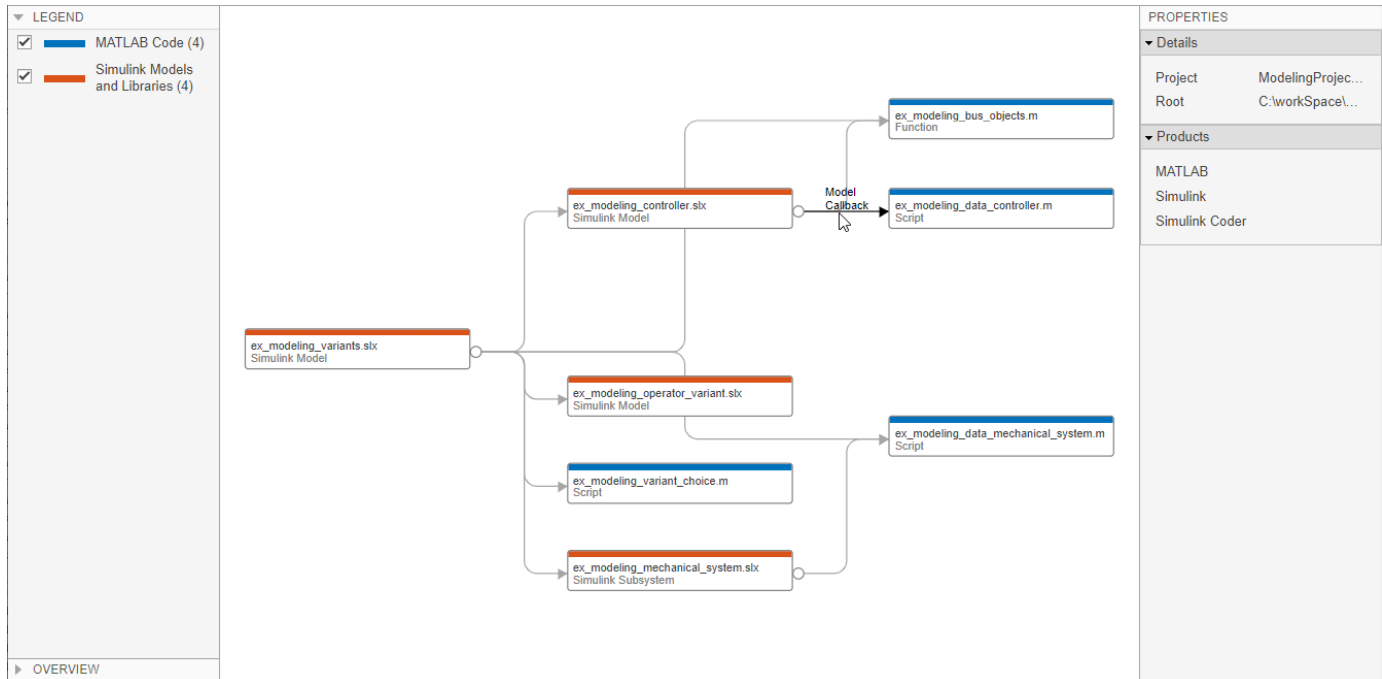 LEGEND
MATLAB Code (4)
Simulink Models
and Libraries (4)
OVERVIEW
ex_modeling_variants.slx
Simulink Model
ex_modeling_controller.slx
Simulink Model
ex_modeling_operator_variant.slx
Simulink Model
ex_modeling_variant_choice.m
Script
ex_modeling_mechanical_system.slx
Simulink Subsystem
Model
Callback
ex_modeling_bus_objects.m
Function
ex_modeling_data_controller.m
Script
ex_modeling_data_mechanical_system.m
Script
PROPERTIES
Details
Project ModelingProjec...
Root C:\workSpace\...
Products
MATLAB
Simulink
Simulink Coder